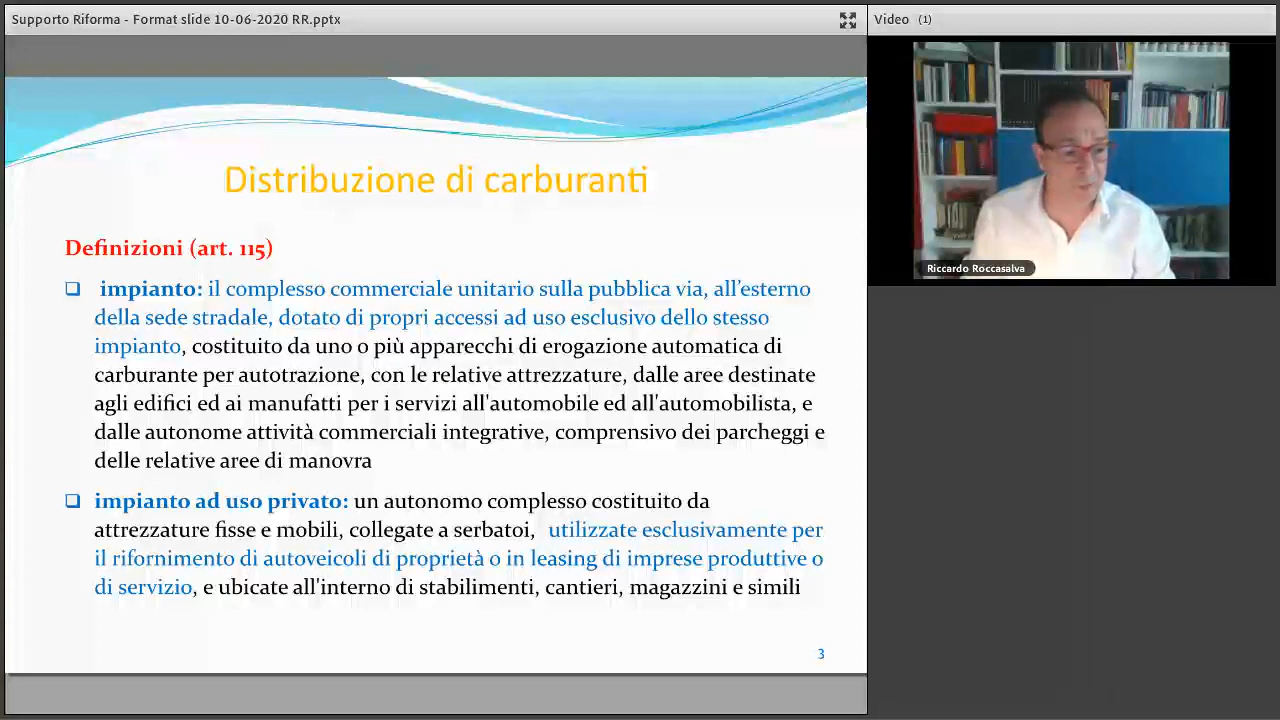 Supporto Riforma - Format slide 10-06-2020 RR.pptx
Video (1)
Distribuzione di carburanti
Definizioni (art. 115)
impianto: il complesso commerciale unitario sulla pubblica via, all’esterno
della sede stradale, dotato di propri accessi ad uso esclusivo dello stesso
impianto, costituito da uno o più apparecchi di erogazione automatica di
carburante per autotrazione, con le relative attrezzature, dalle aree destinate
agli edifici ed ai manufatti per i servizi all'automobile ed all'automobilista, e
dalle autonome attività commerciali integrative, comprensivo dei parcheggi e
delle relative aree di manovra
impianto ad uso privato: un autonomo complesso costituito da
attrezzature fisse e mobili, collegate a serbatoi, utilizzate esclusivamente per
il rifornimento di autoveicoli di proprietà o in leasing di imprese produttive o
di servizio, e ubicate all'interno di stabilimenti, cantieri, magazzini e simili
3
Riccardo Roccasalva